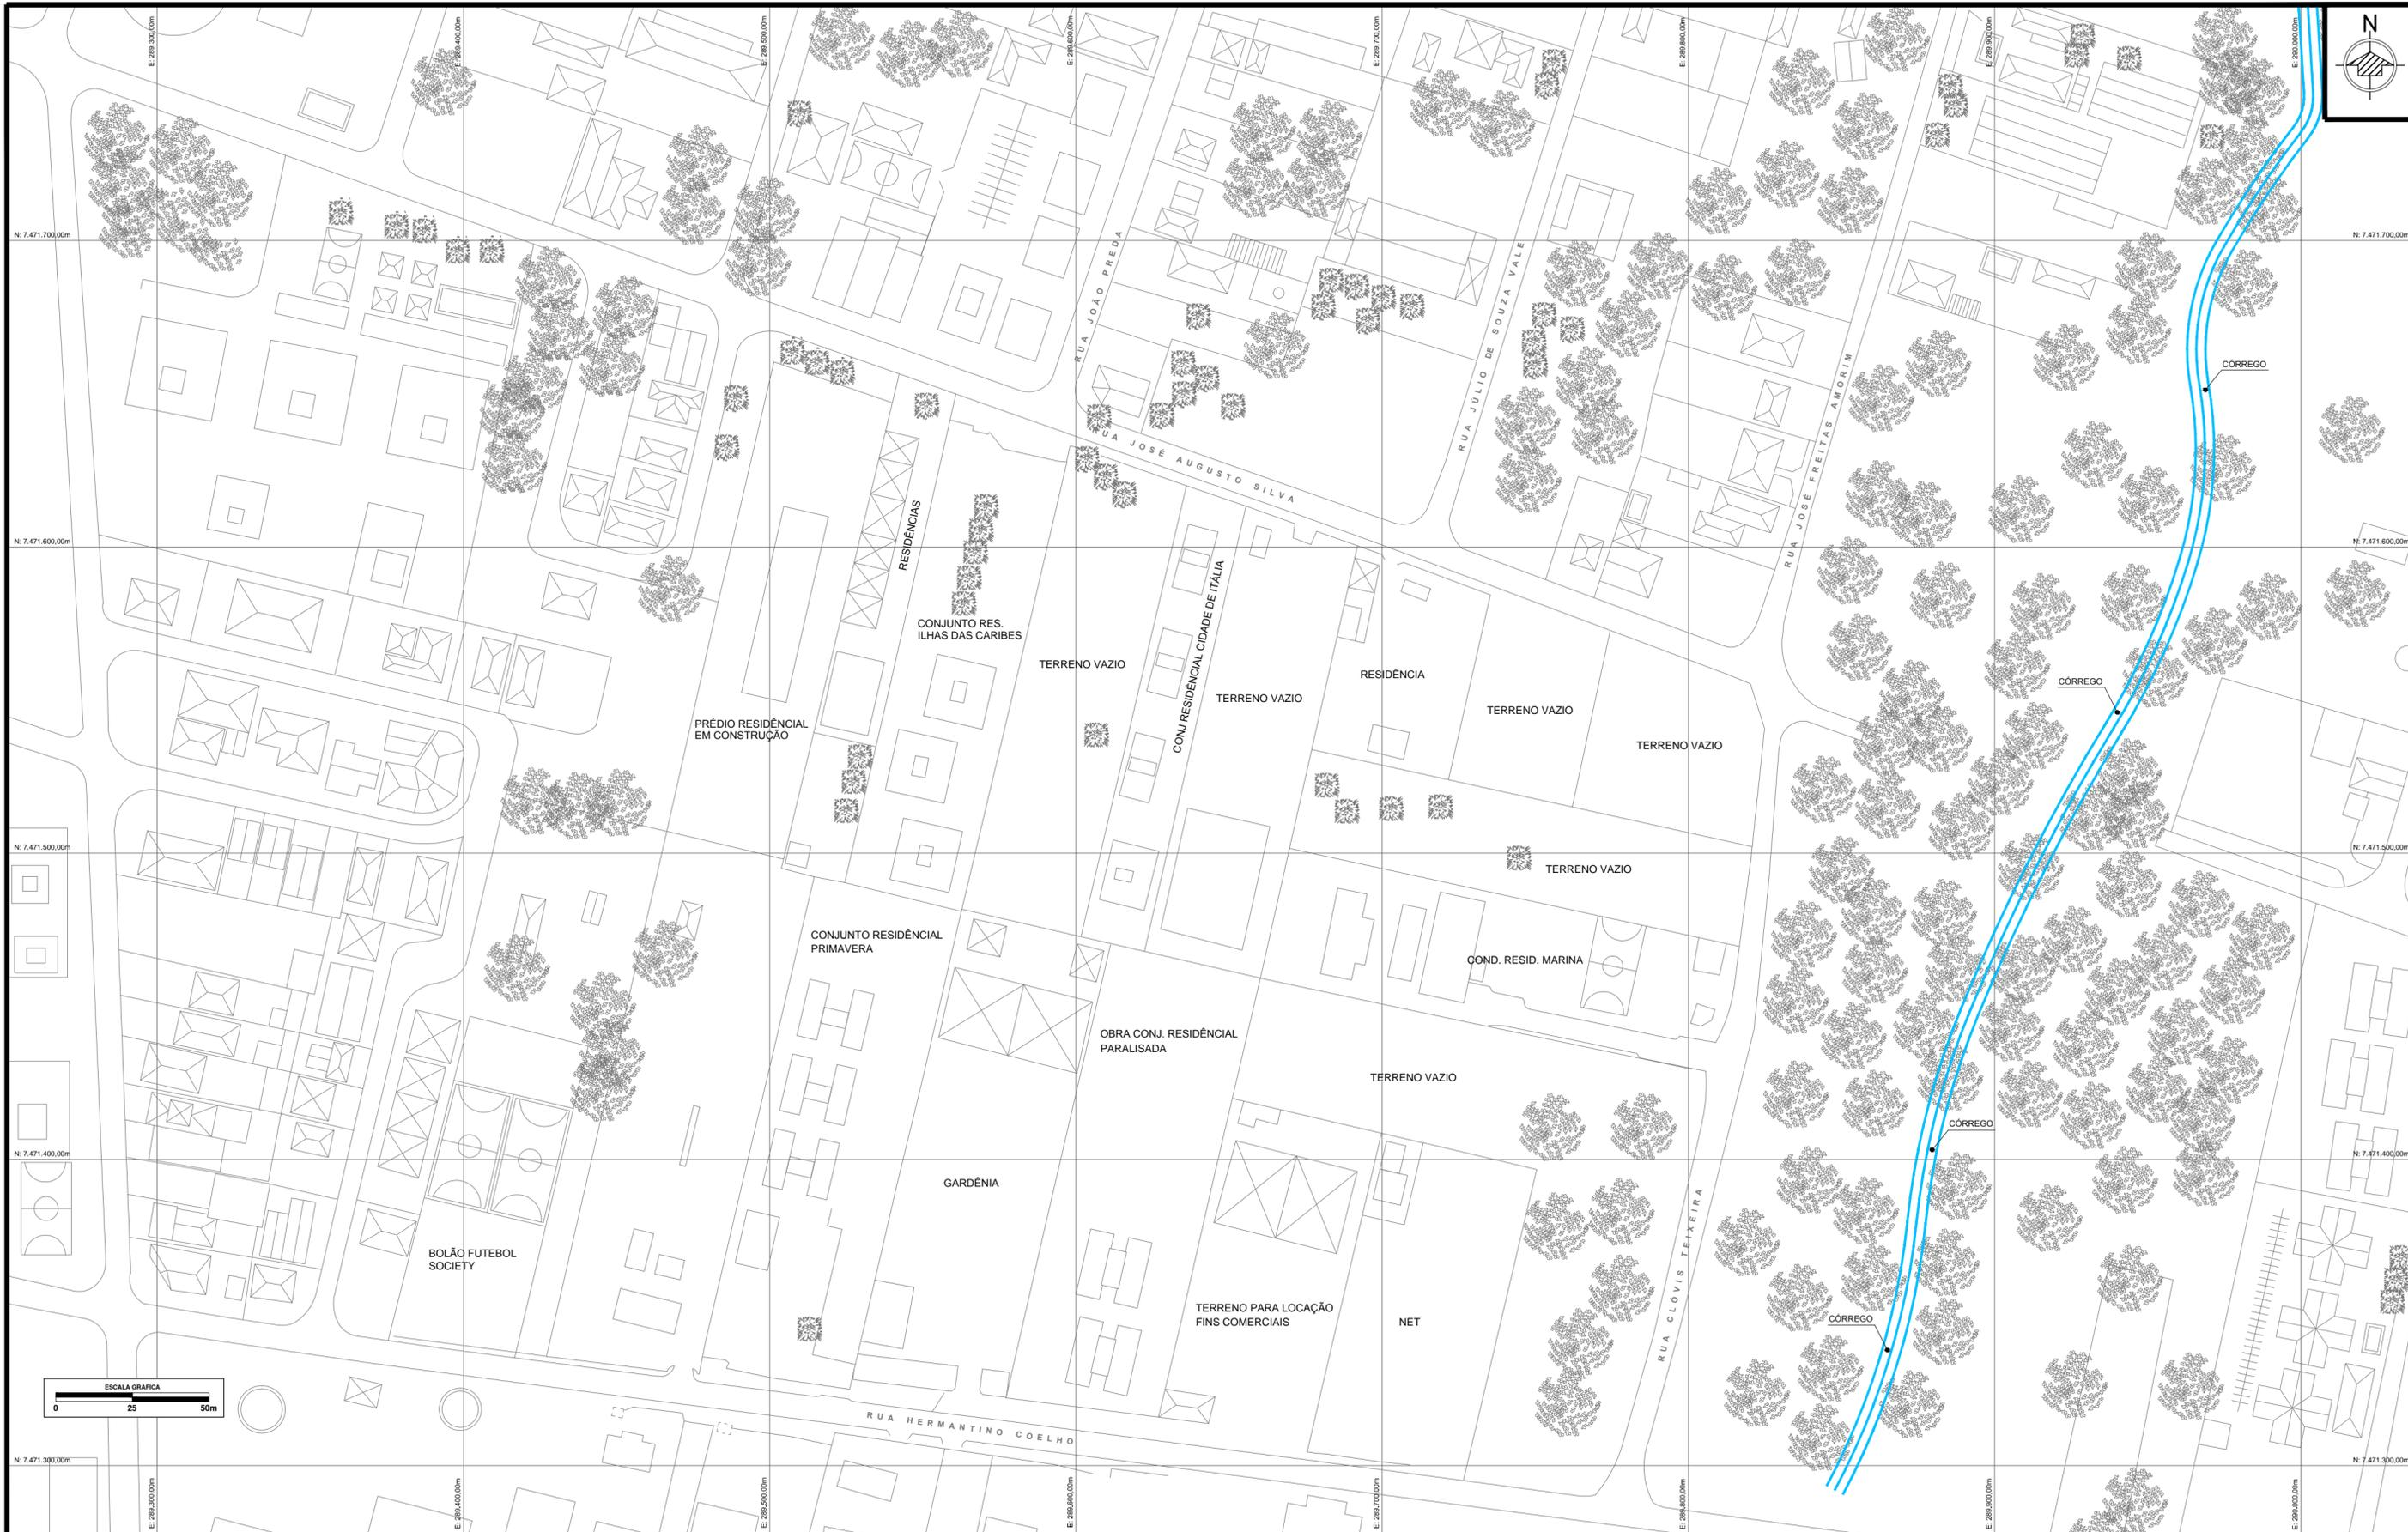 E: 289.300,00m
E: 289.400,00m
E: 289.500,00m
E: 289.600,00m
E: 289.700,00m
E: 289.800,00m
E: 289.900,00m
E: 290.000,00m
N
N: 7.471.700,00m
N: 7.471.700,00m
RUA JOÃO PREDA
RUA JÚLIO DE SOUZA VALE
RUA JOSÉ FREITAS AMORIM
CÓRREGO
RUA JOSÉ AUGUSTO SILVA
N: 7.471.600,00m
N: 7.471.600,00m
RESIDÊNCIAS
CONJUNTO RES.
ILHAS DAS CARIBES
TERRENO VAZIO
CONJ RESIDÊNCIAL CIDADE DE ITÁLIA
TERRENO VAZIO
RESIDÊNCIA
TERRENO VAZIO
TERRENO VAZIO
CÓRREGO
PRÉDIO RESIDÊNCIAL
EM CONSTRUÇÃO
N: 7.471.500,00m
N: 7.471.500,00m
TERRENO VAZIO
CONJUNTO RESIDÊNCIAL
PRIMAVERA
COND. RESID. MARINA
OBRA CONJ. RESIDÊNCIAL
PARALISADA
TERRENO VAZIO
CÓRREGO
N: 7.471.400,00m
N: 7.471.400,00m
GARDÊNIA
BOLÃO FUTEBOL
SOCIETY
RUA CLÓVIS TEIXEIRA
TERRENO PARA LOCAÇÃO
FINS COMERCIAIS
NET
CÓRREGO
ESCALA GRÁFICA
0 25 50m
RUA HERMANTINO COELHO
N: 7.471.300,00m
N: 7.471.300,00m
E: 289.300,00m
E: 289.400,00m
E: 289.500,00m
E: 289.600,00m
E: 289.700,00m
E: 289.800,00m
E: 289.900,00m
E: 290.000,00m